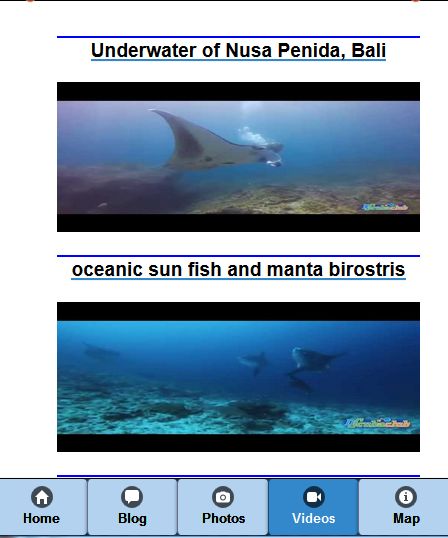 Underwater of Nusa Penida, Bali
oceanic sun fish and manta birostris
Home
Blog
Photos
Videos
Map